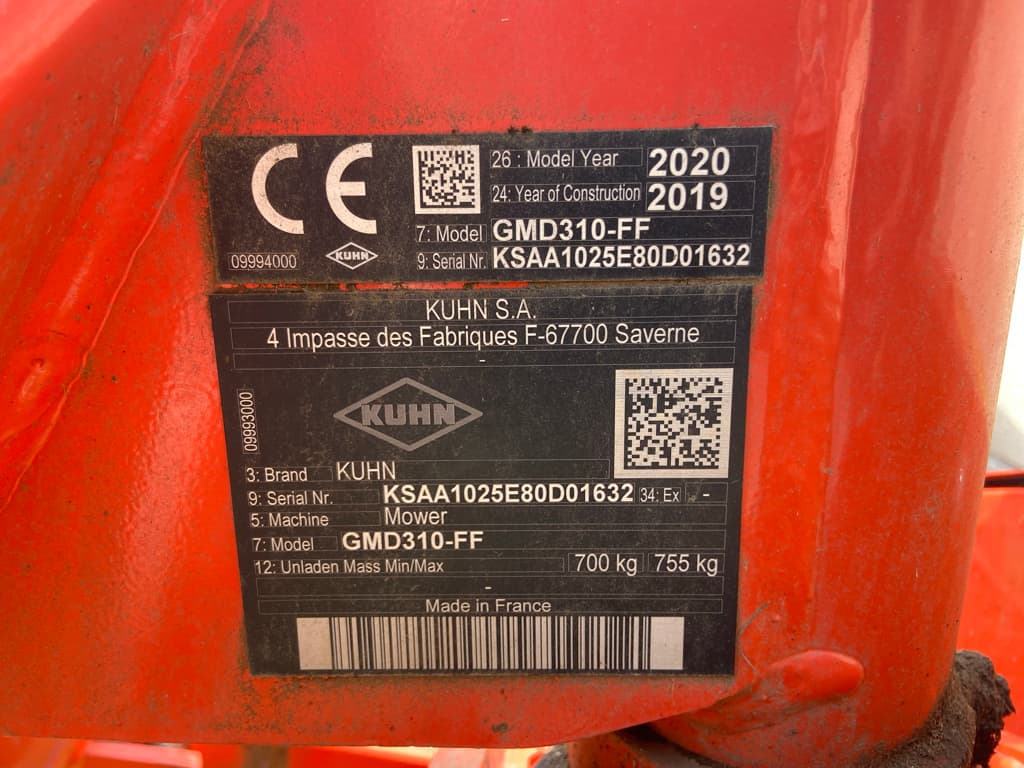 CE
26 : Model Year 2020
24: Year of Construction 2019
7: Model GMD310-FF
09994000 KUHN 9: Serial Nr. KSAA1025E80D01632
KUHN S.A.
4 Impasse des Fabriques F-67700 Saverne
-
09993000
KUHN
3: Brand KUHN
9: Serial Nr. KSAA1025E80D01632 34: Ex -
5: Machine Mower
7: Model GMD310-FF
12: Unladen Mass Min/Max 700 kg 755 kg
-
Made in France